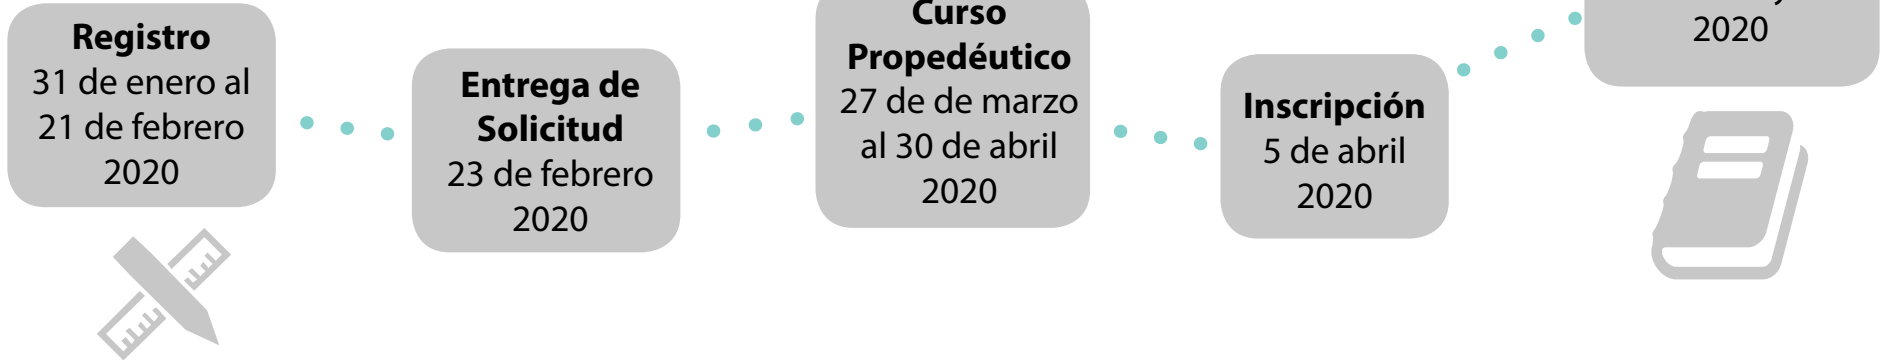 Registro
31 de enero al
21 de febrero
2020
Entrega de
Solicitud
23 de febrero
2020
Curso
Propedéutico
27 de de marzo
al 30 de abril
2020
Inscripción
5 de abril
2020
2020